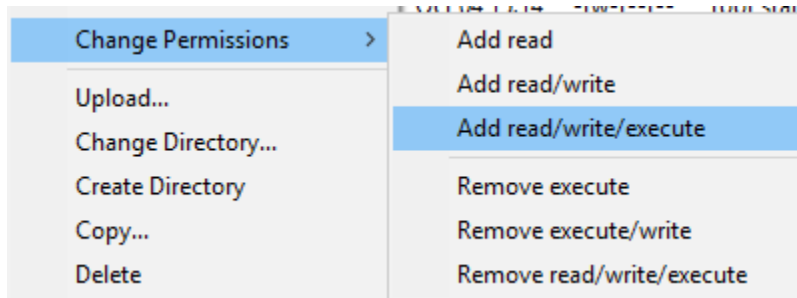 Change Permissions
Upload...
Change Directory...
Create Directory
Copy...
Delete
Add read
Add read/write
Add read/write/execute
Remove execute
Remove execute/write
Remove read/write/execute